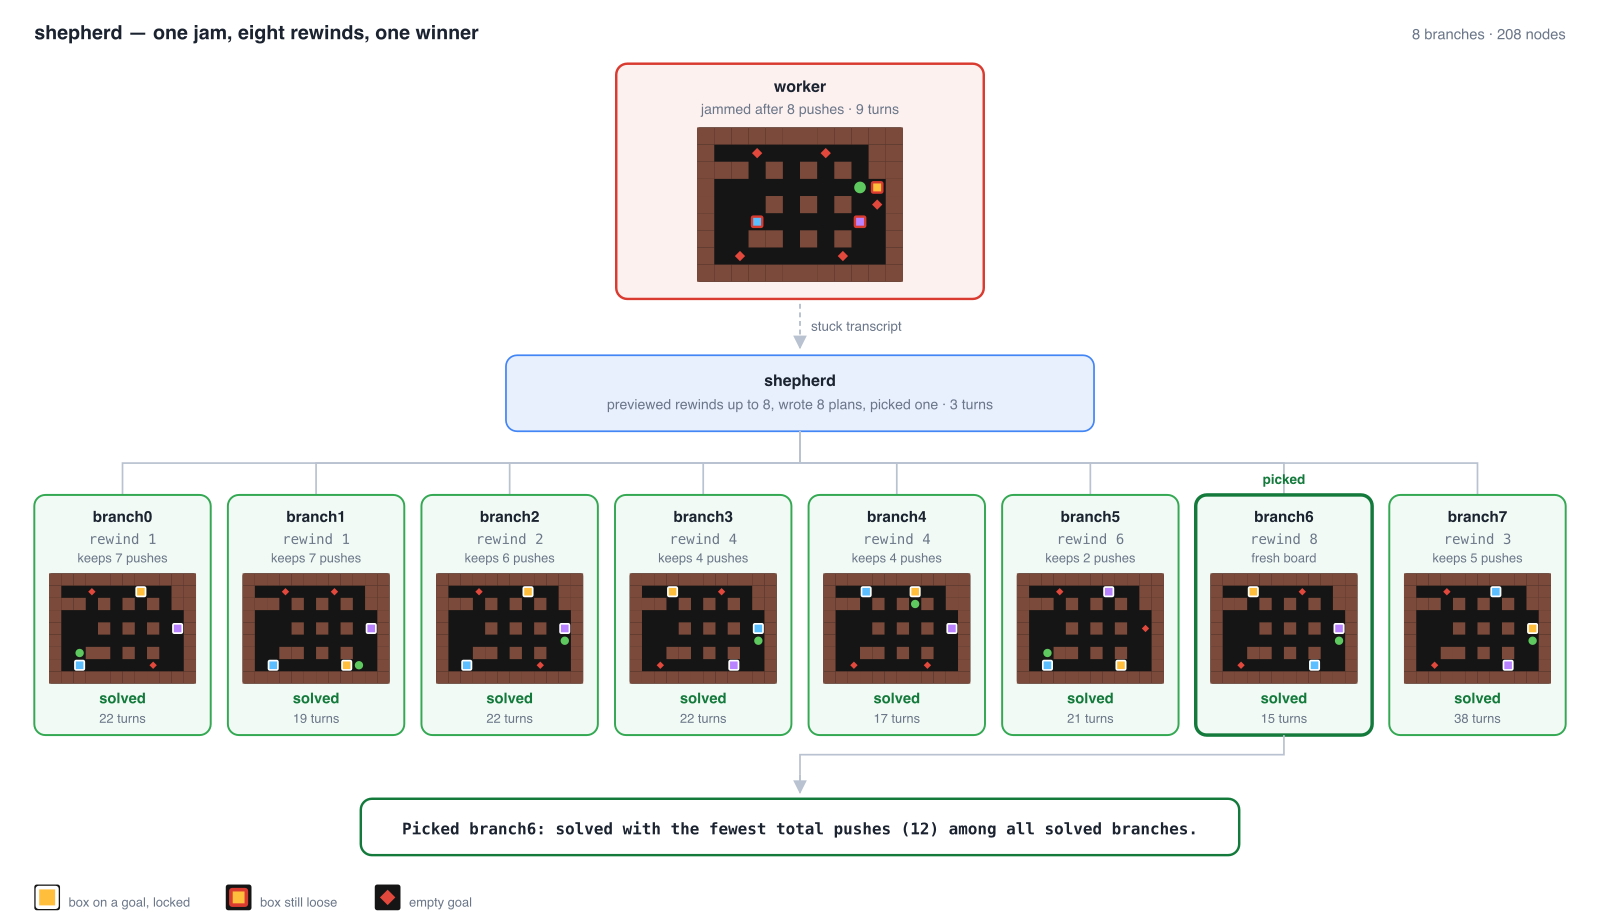 shepherd — one jam, eight rewinds, one winner
8 branches · 208 nodes
worker
jammed after 8 pushes · 9 turns
stuck transcript
shepherd
previewed rewinds up to 8, wrote 8 plans, picked one · 3 turns
picked
branch0
rewind 1
keeps 7 pushes
solved
22 turns
branch1
rewind 1
keeps 7 pushes
solved
19 turns
branch2
rewind 2
keeps 6 pushes
solved
22 turns
branch3
rewind 4
keeps 4 pushes
solved
22 turns
branch4
rewind 4
keeps 4 pushes
solved
17 turns
branch5
rewind 6
keeps 2 pushes
solved
21 turns
branch6
rewind 8
fresh board
solved
15 turns
branch7
rewind 3
keeps 5 pushes
solved
38 turns
Picked branch6: solved with the fewest total pushes (12) among all solved branches.
box on a goal, locked
box still loose
empty goal